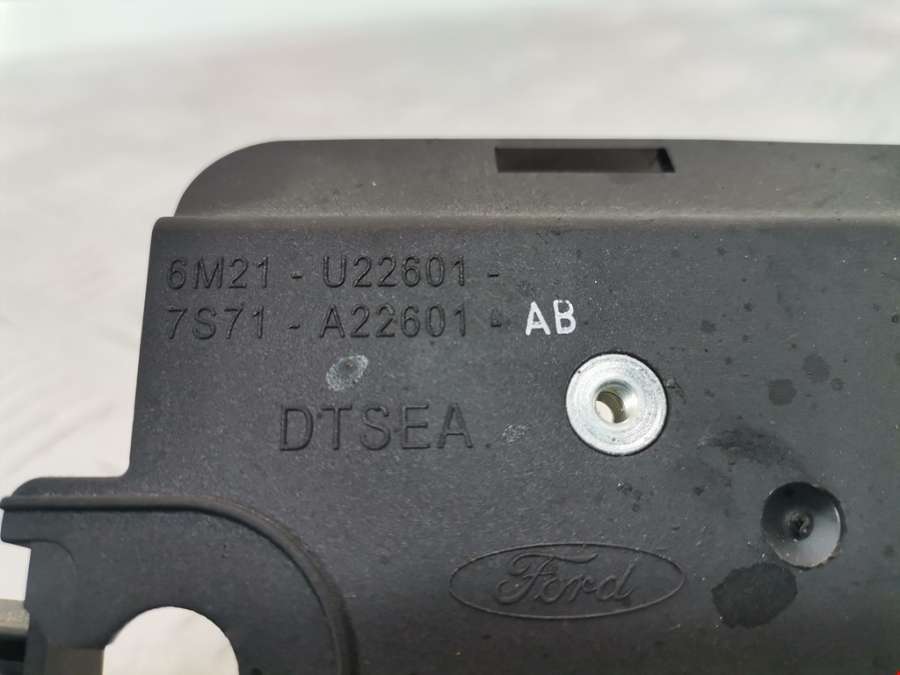 6M21 - U22601 -
7S71 - A22601 - AB
DTSEA
Ford